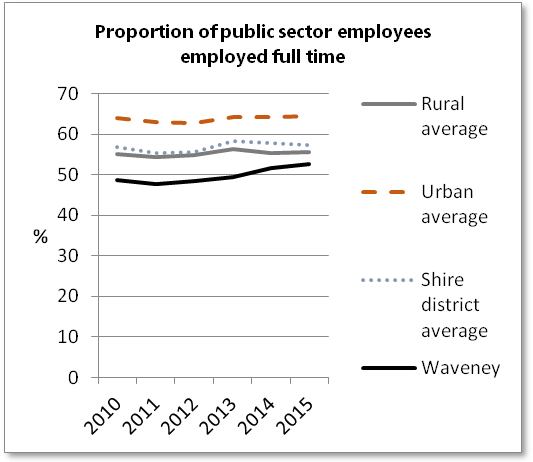 Proportion of public sector employees
employed full time
70
60
50
40
30
20
10
0
%
2010
2011
2012
2013
2014
2015
Rural
average
Urban
average
Shire
district
average
Waveney